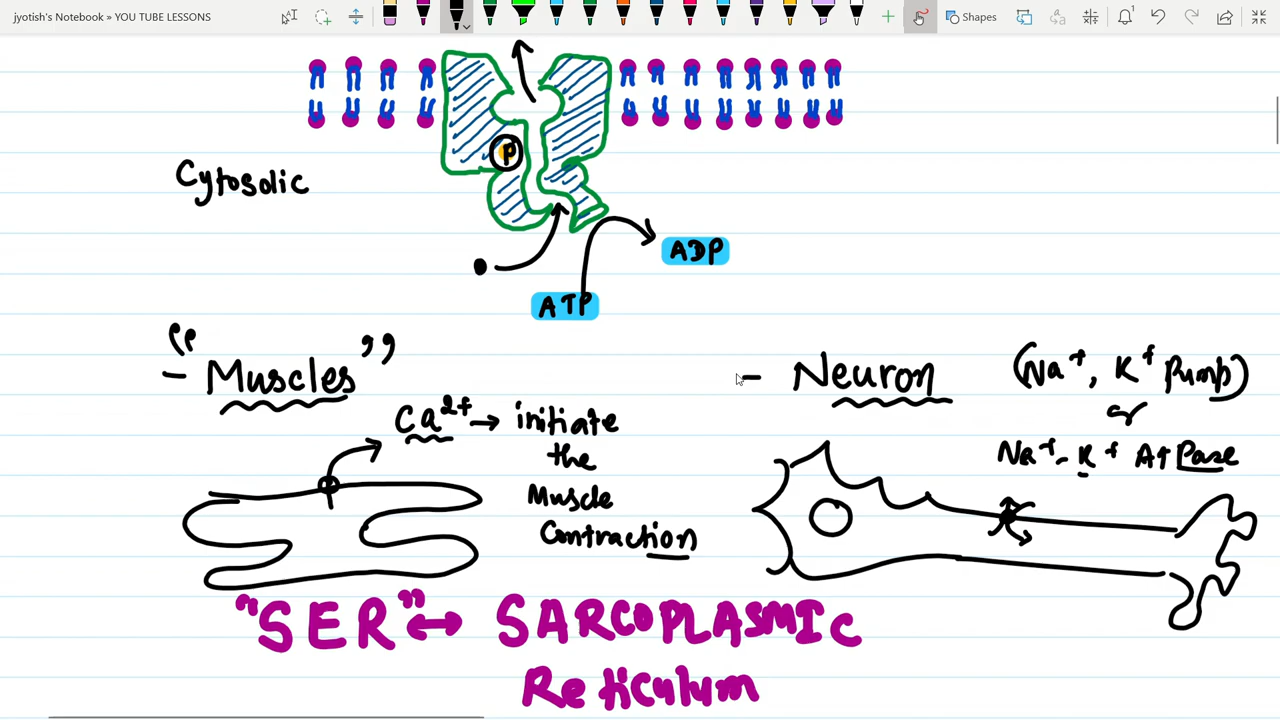 jyotish's Notebook » YOU TUBE LESSONS
Shapes
P
Cytosolic
ADP
ATP
"Muscles"
Ca²⁺ → initiate
the
Muscle
Contraction
- Neuron
(Na⁺, K⁺ Pump)
or
Na⁺- K⁺ ATPase
"SER" ↔ SARCOPLASMIC
Reticulum